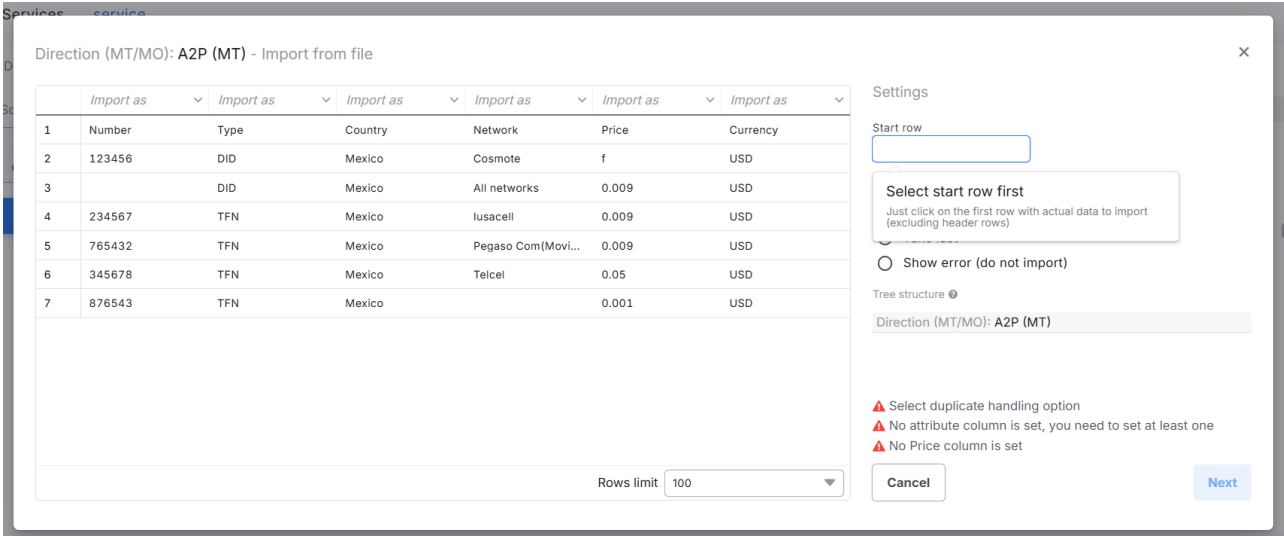 Services service
Direction (MT/MO): A2P (MT) - Import from file
Import as Import as Import as Import as Import as Import as
1 Number Type Country Network Price Currency
2 123456 DID Mexico Cosmote f USD
3 DID Mexico All networks 0.009 USD
4 234567 TFN Mexico Iusacell 0.009 USD
5 765432 TFN Mexico Pegaso Com(Movi... 0.009 USD
6 345678 TFN Mexico Telcel 0.05 USD
7 876543 TFN Mexico 0.001 USD
Rows limit 100
Settings
Start row
Select start row first
Just click on the first row with actual data to import
(excluding header rows)
Show error (do not import)
Tree structure
Direction (MT/MO): A2P (MT)
Select duplicate handling option
No attribute column is set, you need to set at least one
No Price column is set
Cancel Next